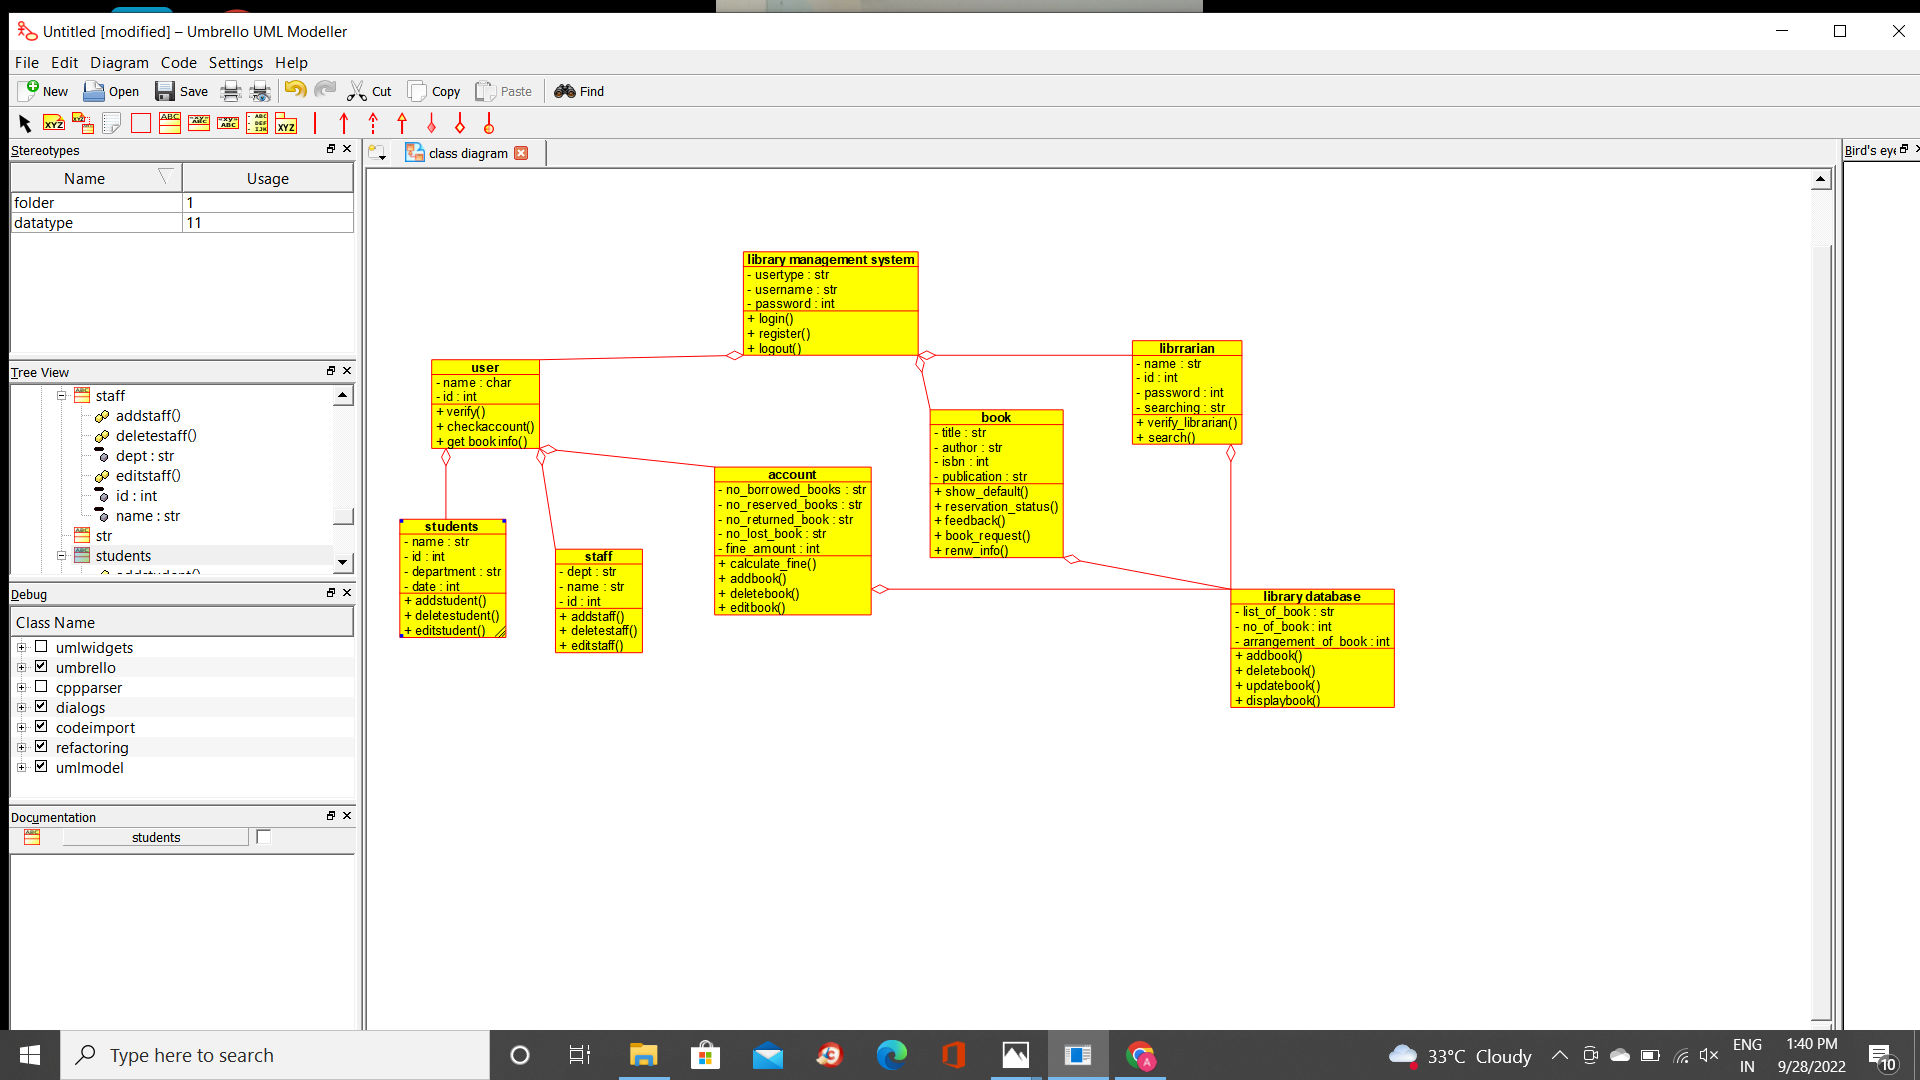 Untitled [modified] – Umbrello UML Modeller
File Edit Diagram Code Settings Help
New Open Save Cut Copy Paste Find
Stereotypes
Name Usage
folder 1
datatype 11
Tree View
staff
addstaff()
deletestaff()
dept : str
editstaff()
id : int
name : str
str
students
Debug
Class Name
umlwidgets
umbrello
cppparser
dialogs
codeimport
refactoring
umlmodel
Documentation
students
class diagram
Bird's eye
library management system
- usertype : str
- username : str
- password : int
+ login()
+ register()
+ logout()
user
- name : char
- id : int
+ verify()
+ checkaccount()
+ get book info()
librrarian
- name : str
- id : int
- password : int
- searching : str
+ verify_librarian()
+ search()
book
- title : str
- author : str
- isbn : int
- publication : str
+ show_default()
+ reservation_status()
+ feedback()
+ book_request()
+ renw_info()
account
- no_borrowed_books : str
- no_reserved_books : str
- no_returned_book : str
- no_lost_book : str
- fine_amount : int
+ calculate_fine()
+ addbook()
+ deletebook()
+ editbook()
students
- name : str
- id : int
- department : str
- date : int
+ addstudent()
+ deletestudent()
+ editstudent()
staff
- dept : str
- name : str
- id : int
+ addstaff()
+ deletestaff()
+ editstaff()
library database
- list_of_book : str
- no_of_book : int
- arrangement_of_book : int
+ addbook()
+ deletebook()
+ updatebook()
+ displaybook()
Type here to search
33°C Cloudy
ENG
IN
1:40 PM
9/28/2022
10